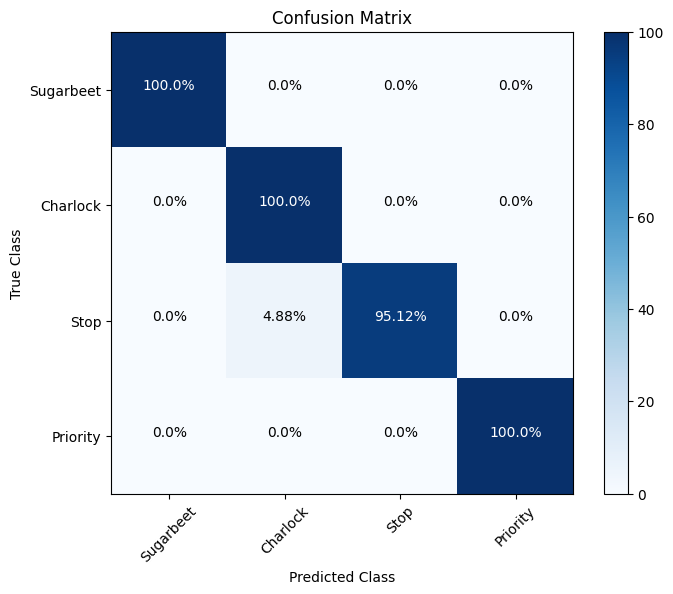 Confusion Matrix
True Class
Sugarbeet 100.0% 0.0% 0.0% 0.0%
Charlock 0.0% 100.0% 0.0% 0.0%
Stop 0.0% 4.88% 95.12% 0.0%
Priority 0.0% 0.0% 0.0% 100.0%
Sugarbeet Charlock Stop Priority
Predicted Class
100
80
60
40
20
0